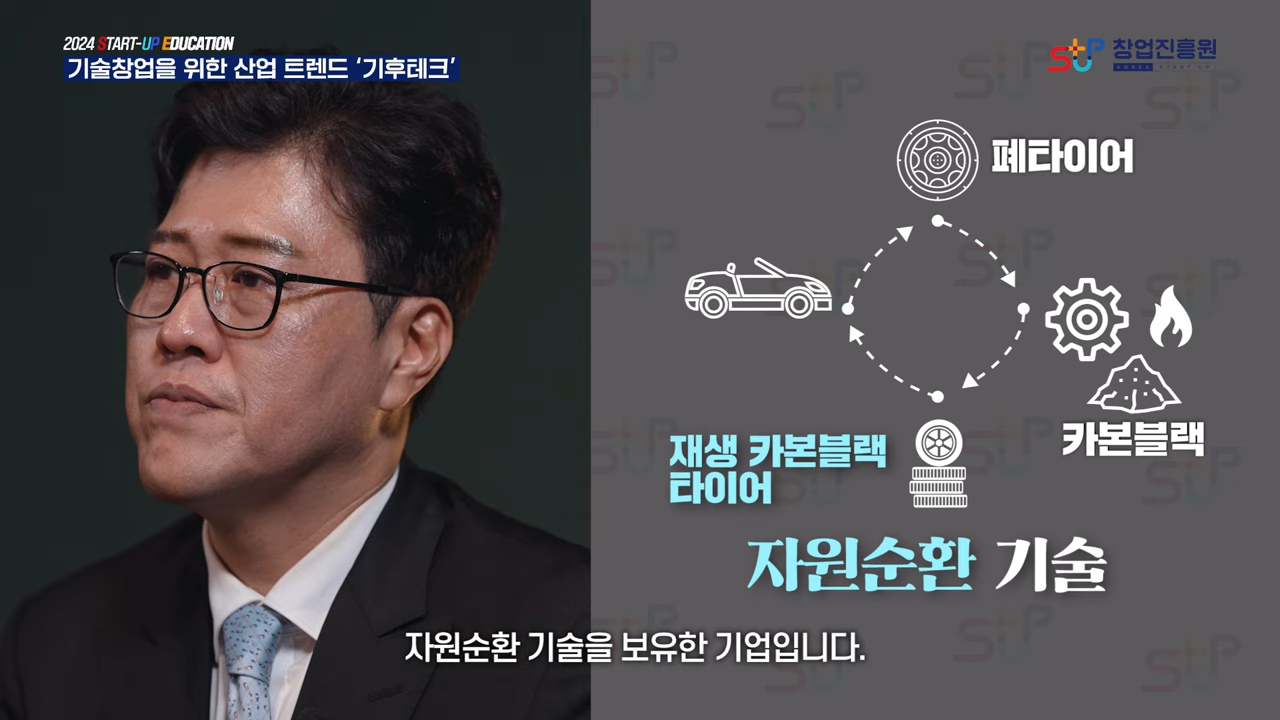 2024 START-UP EDUCATION
기술창업을 위한 산업 트렌드 ‘기후테크’
창업진흥원
KOREA START UP
폐타이어
카본블랙
재생 카본블랙
타이어
자원순환 기술
자원순환 기술을 보유한 기업입니다.